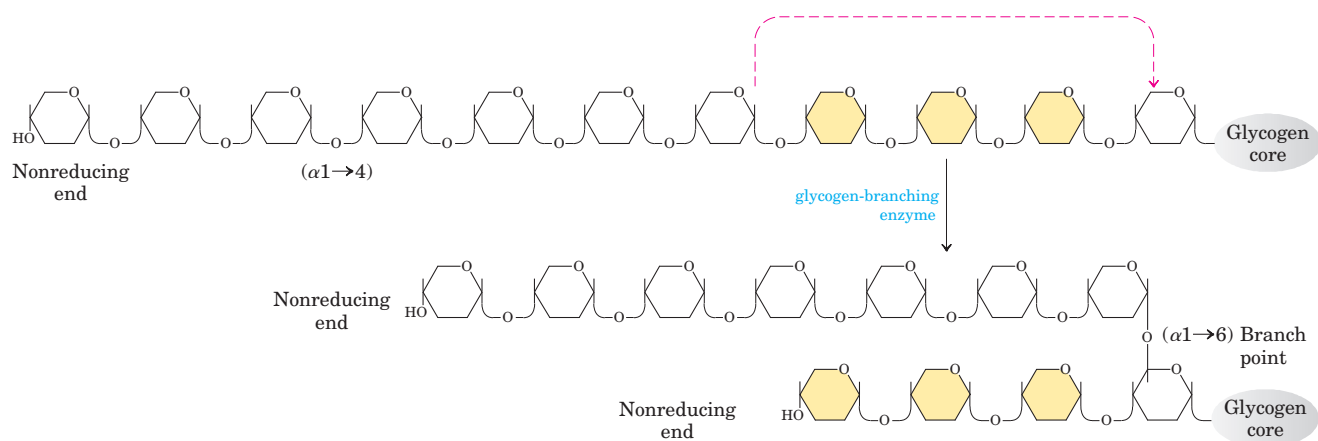 O O O O O O O O O O O
HO O O O O O O O O O O
Glycogen
core
Nonreducing
end
(α1→4)
glycogen-branching
enzyme
O O O O O O O
Nonreducing
end
HO O O O O O O
O
(α1→6) Branch
point
O O O O
Nonreducing
end
HO O O O
Glycogen
core